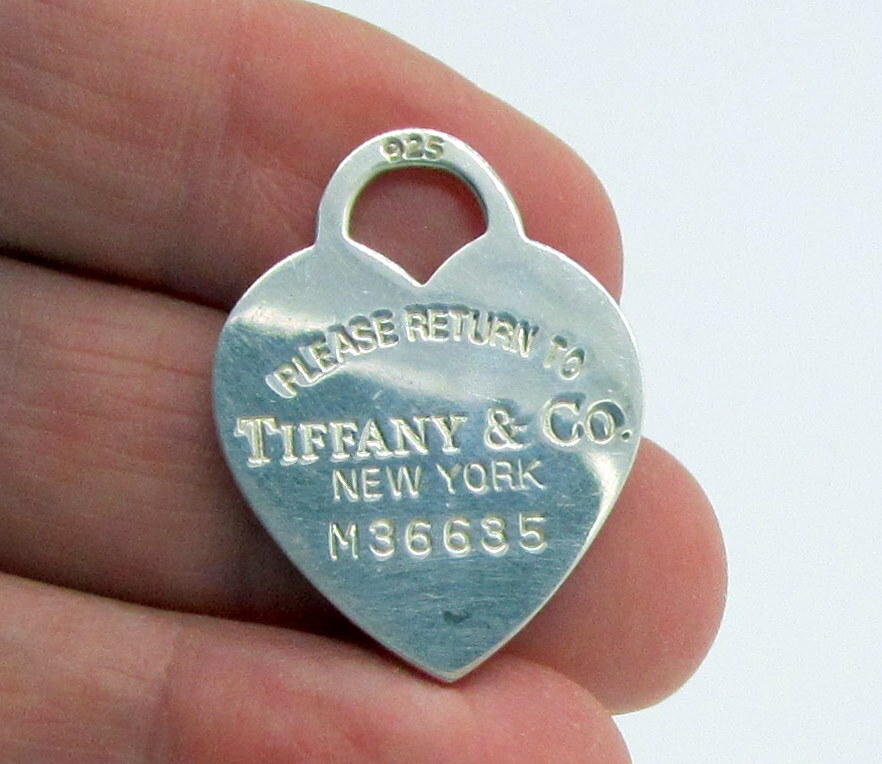 925
PLEASE RETURN TO
TIFFANY & CO.
NEW YORK
M36635